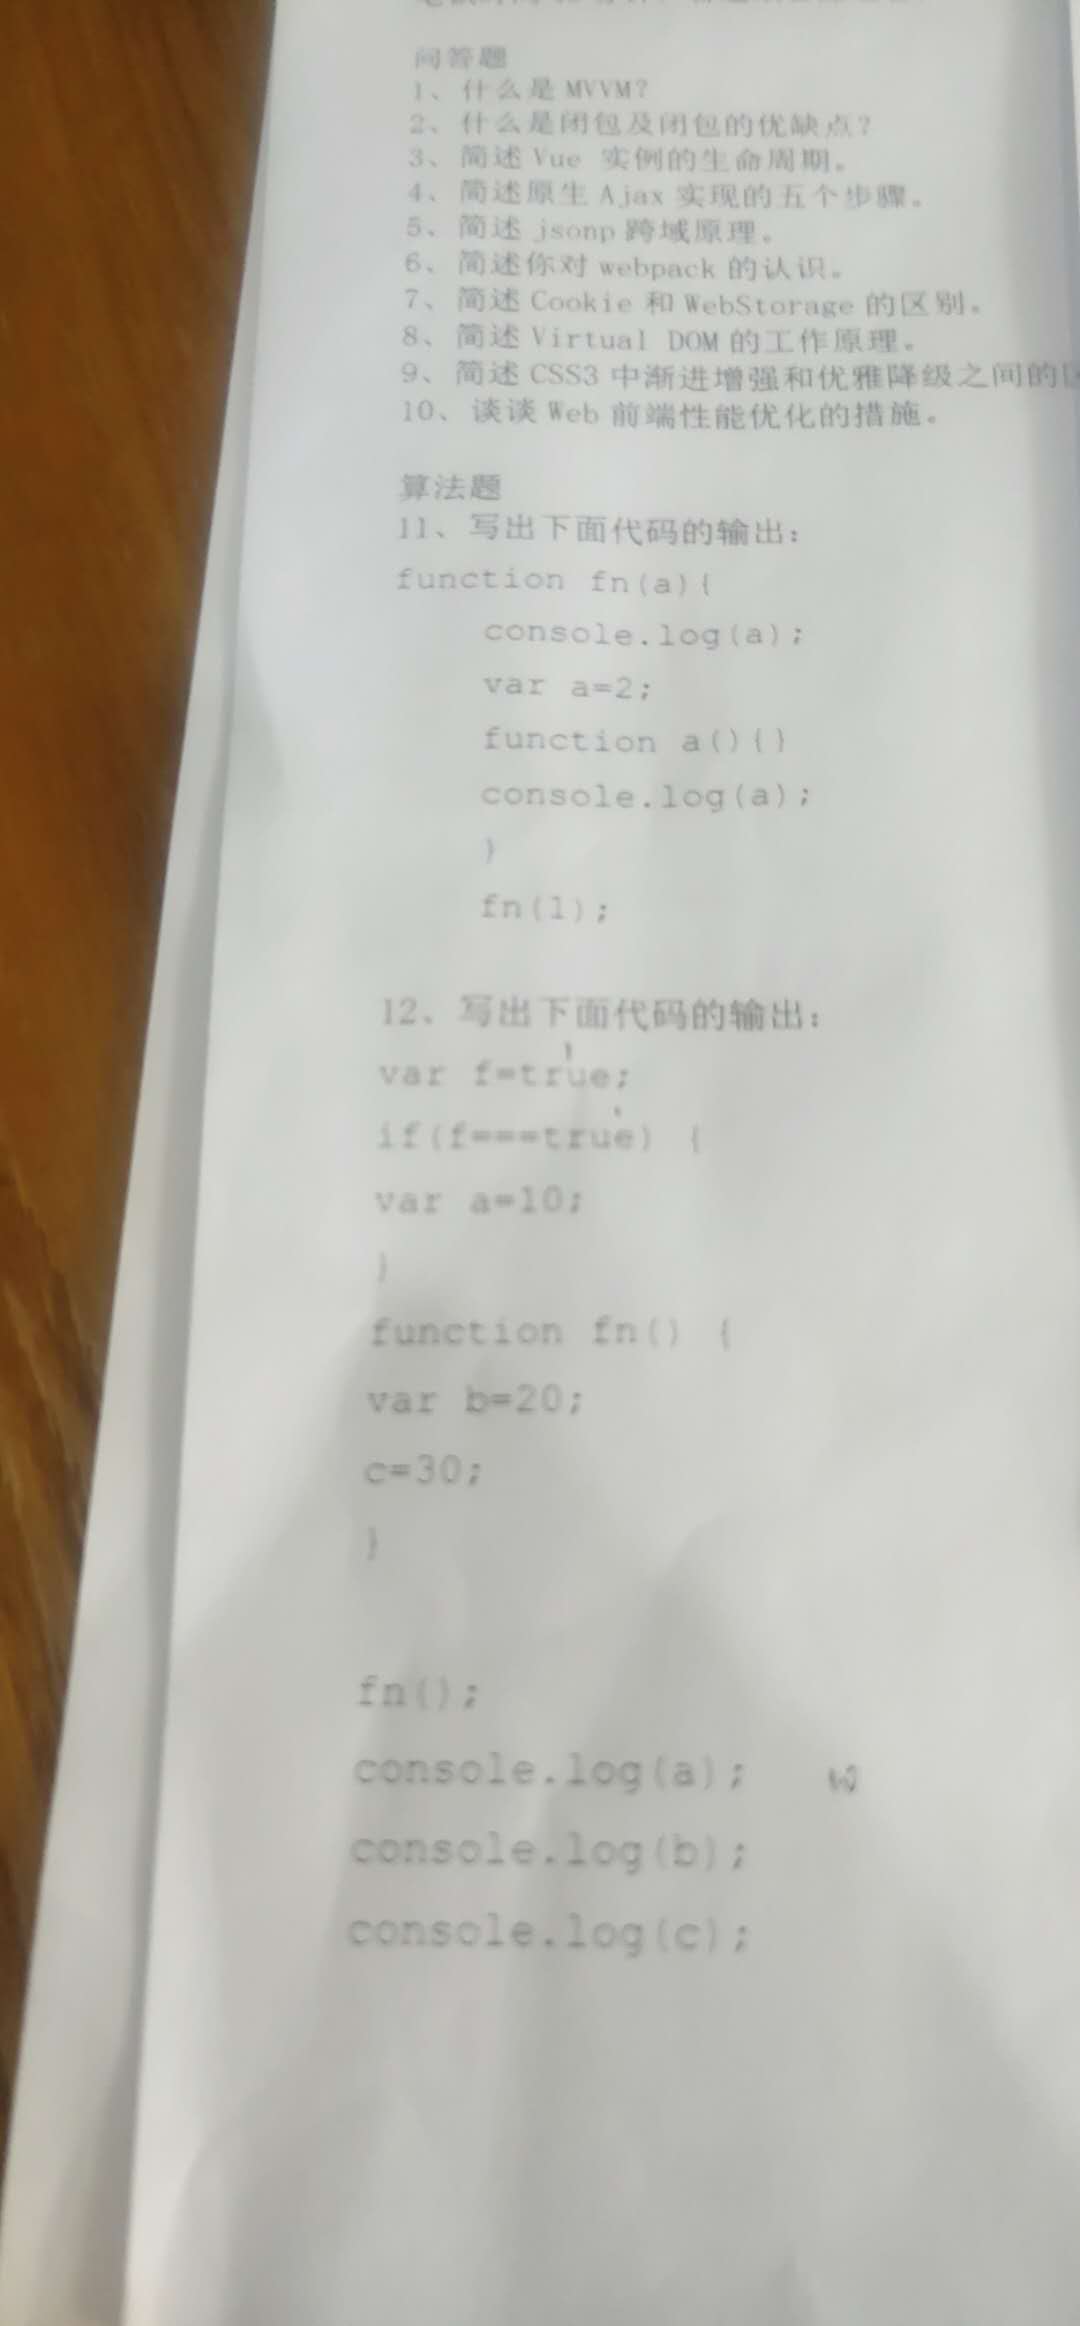 问答题
1、什么是 MVVM?
2、什么是闭包及闭包的优缺点?
3、简述 Vue 实例的生命周期。
4、简述原生 Ajax 实现的五个步骤。
5、简述 jsonp 跨域原理。
6、简述你对 webpack 的认识。
7、简述 Cookie 和 WebStorage 的区别。
8、简述 Virtual DOM 的工作原理。
9、简述 CSS3 中渐进增强和优雅降级之间的
10、谈谈 Web 前端性能优化的措施。
算法题
11、写出下面代码的输出:
function fn(a){
console.log(a);
var a=2;
function a(){}
console.log(a);
}
fn(1);
12、写出下面代码的输出:
var f=true;
if(f===true) {
var a=10;
}
function fn() {
var b=20;
c=30;
}
fn();
console.log(a);
console.log(b);
console.log(c);